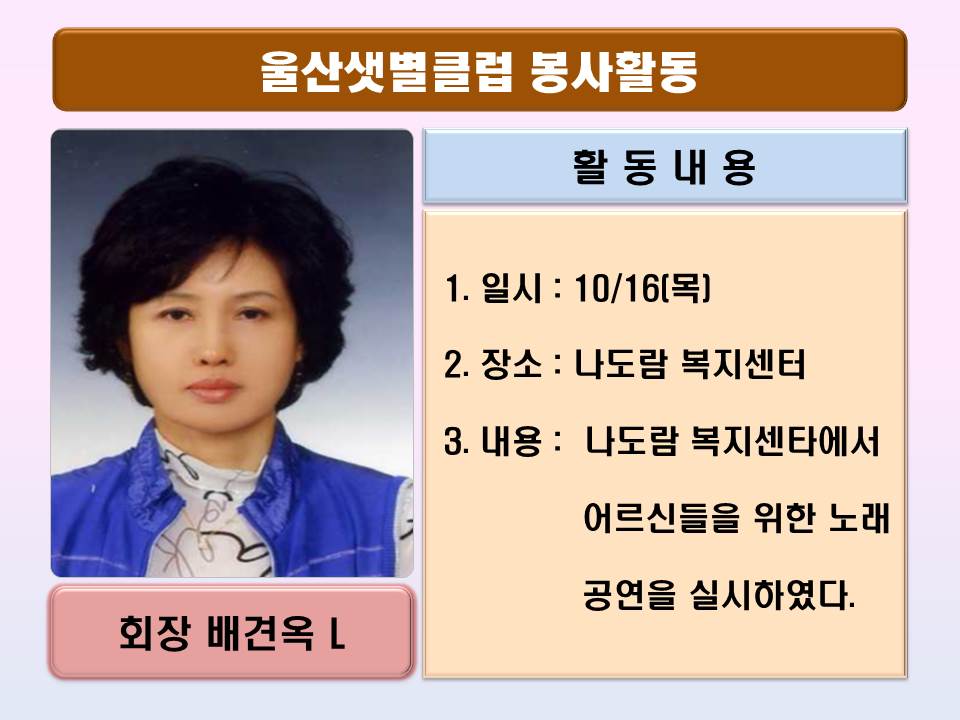 울산샛별클럽 봉사활동
활 동 내 용
1. 일시 : 10/16(목)
2. 장소 : 나도람 복지센터
3. 내용 : 나도람 복지센타에서
어르신들을 위한 노래
공연을 실시하였다.
회장 배견옥 L